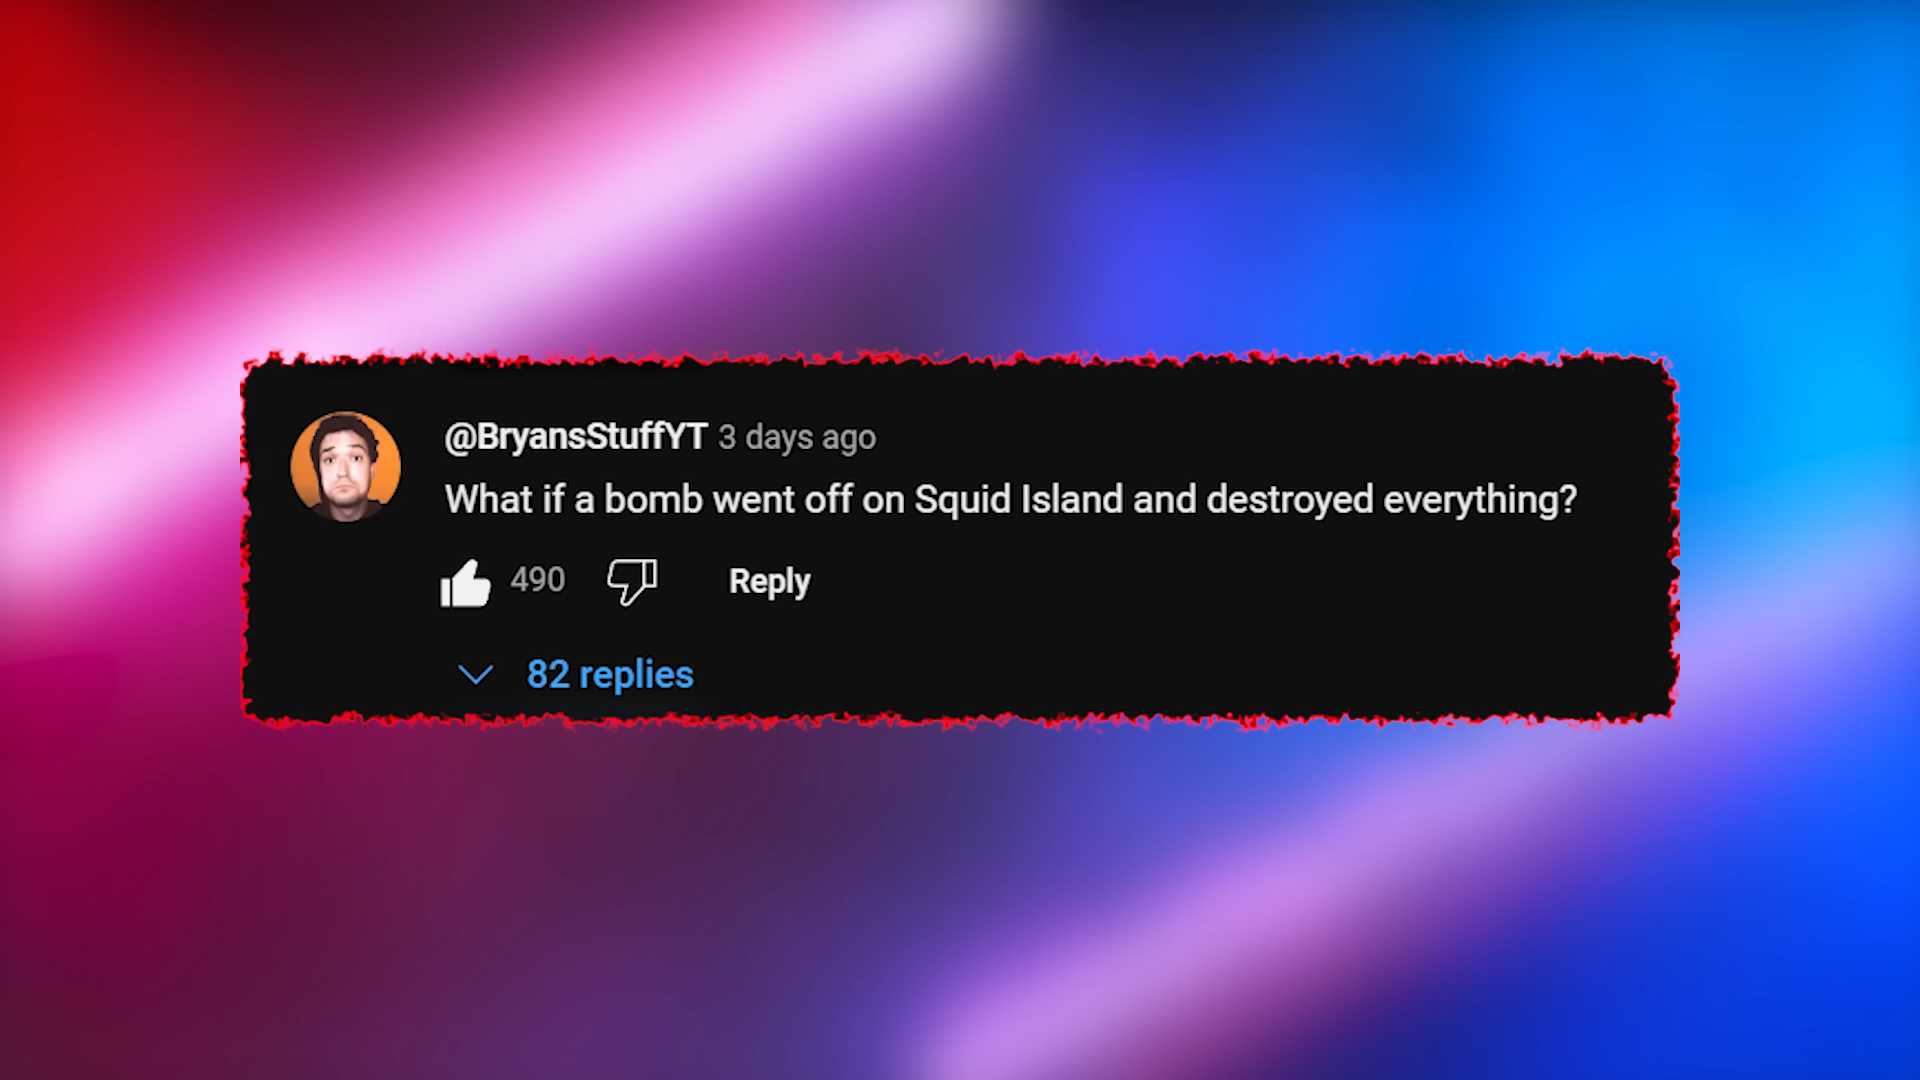 @BryansStuffYT 3 days ago
What if a bomb went off on Squid Island and destroyed everything?
490 Reply
82 replies